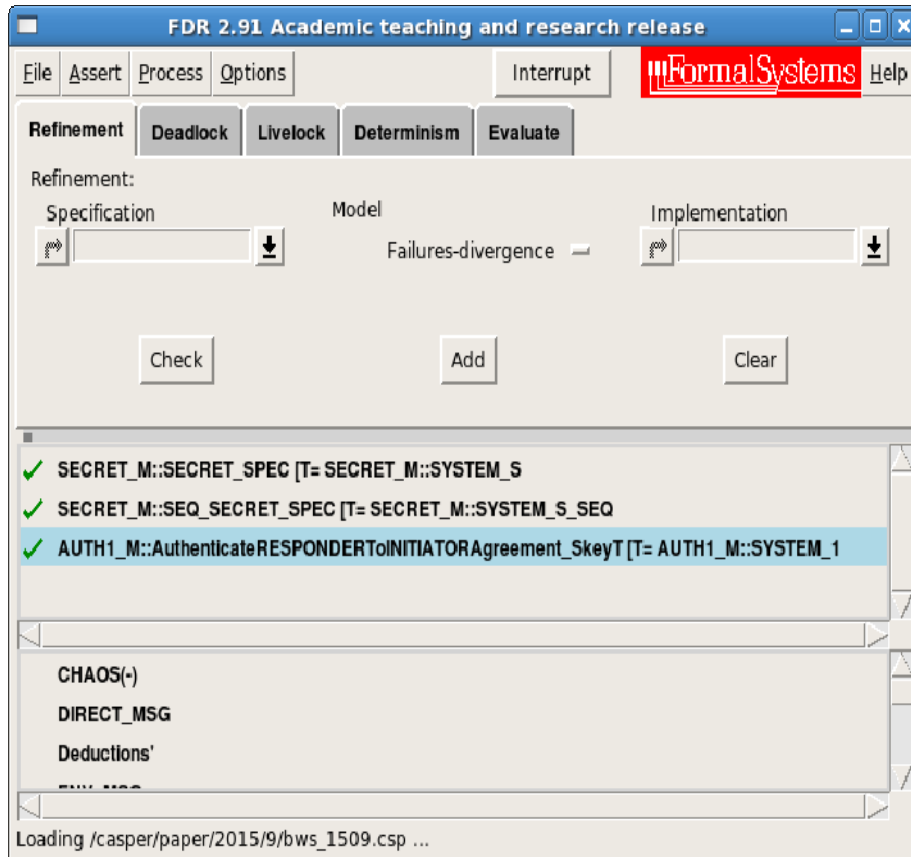 FDR 2.91 Academic teaching and research release
File Assert Process Options Interrupt FormalSystems Help
Refinement Deadlock Livelock Determinism Evaluate
Refinement:
Specification Model Implementation
Failures-divergence
Check Add Clear
SECRET_M::SECRET_SPEC [T= SECRET_M::SYSTEM_S
SECRET_M::SEQ_SECRET_SPEC [T= SECRET_M::SYSTEM_S_SEQ
AUTH1_M::AuthenticateRESPONDERToINITIATORAgreement_SkeyT [T= AUTH1_M::SYSTEM_1
CHAOS(-)
DIRECT_MSG
Deductions'
Loading /casper/paper/2015/9/bws_1509.csp ...